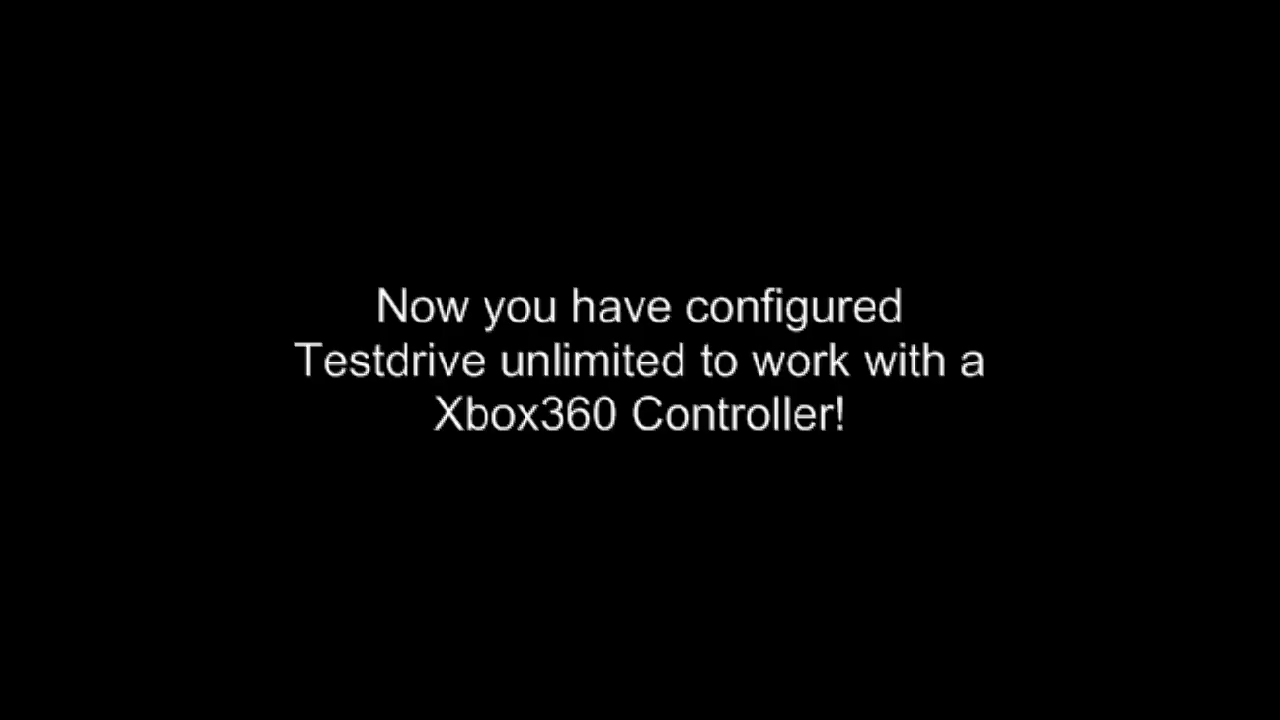 Now you have configured
Testdrive unlimited to work with a
Xbox360 Controller!